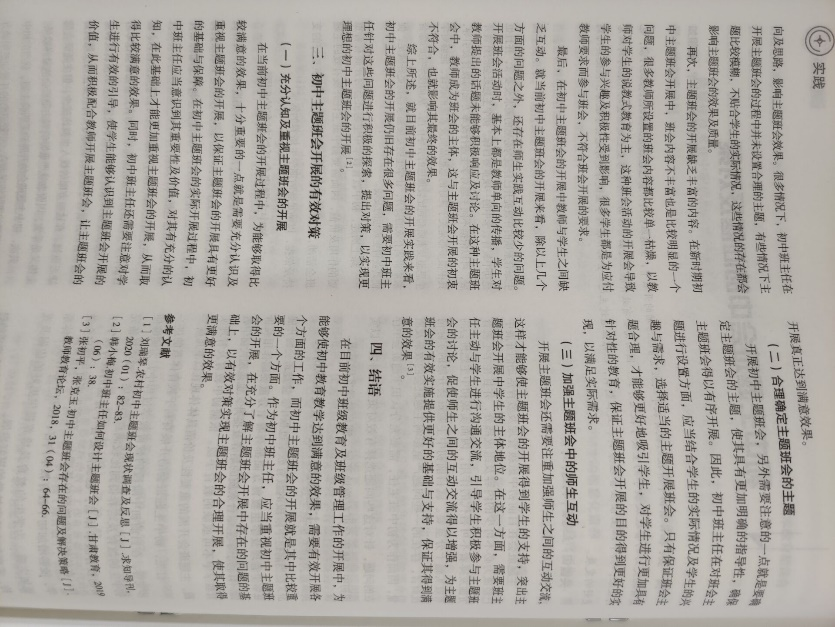 实践
向及思路，影响主题班会效果。很多情况下，初中班主任在
开展主题班会的过程中并未设置合理的主题，有些情况下主
题比较模糊，不贴合学生的实际情况，这些情况的存在都会
影响主题班会的效果及质量。
再次，主题班会的开展缺乏丰富的内容。在新时期初
中主题班会开展中，班会内容不丰富也是比较明显的一个
问题，很多教师所设置的班会内容都比较单一枯燥，以教
师对学生的说教式教育为主，这种班会活动的开展会导致
学生的参与兴趣及积极性受到影响，很多学生都是为应付
教师要求而参与班会，不符合班会开展的要求。
最后，在初中主题班会的开展中教师与学生之间缺
乏互动。就当前初中主题班会的开展来看，除以上几个
方面的问题之外，还存在师生实践互动比较少的问题。
开展班会活动时，基本上都是教师单向的传播，学生对
教师提出的话题未能够积极响应及讨论。在这种主题班
会中，教师成为班会的主体，这与主题班会开展的初衷
不符合，也就影响其最终的效果。
综上所述，就目前初中主题班会的开展实践来看，
初中主题班会的开展仍旧存在很多问题，需要初中班主
任针对这些问题进行积极的探索，提出对策，以实现更
理想的初中主题班会的开展［2］。
三、初中主题班会开展的有效对策
（一）充分认知及重视主题班会的开展
在当前初中主题班会的开展过程中，为能够取得比
较满意的效果，十分重要的一点就是需要充分认识及
重视主题班会的开展，以保证主题班会的开展具有更好
的基础与保障。在初中主题班会的实际开展过程中，初
中班主任应当意识到其重要性及价值，对其有充分的认
知，在此基础上才能更加重视主题班会的开展，从而取
得比较满意的效果。同时，初中班主任还需要注意对学
生进行有效的引导，使学生能够认识到主题班会开展的
价值，从而积极配合教师开展主题班会，让主题班会的
开展真正达到满意效果。
（二）合理确定主题班会的主题
开展初中主题班会，另外需要注意的一点就是要确
定主题班会的主题，使其具有更加明确的指导性，确保
主题班会得以有序开展。因此，初中班主任在对班会主
题进行设置方面，应当结合学生的实际情况及学生的兴
趣与需求，选择适当的主题开展班会。只有保证班会主
题合理，才能够更好地吸引学生，对学生进行更加具有
针对性的教育，保证主题班会开展的目的得到更好的实
现，以满足实际需求。
（三）加强主题班会中的师生互动
开展主题班会还需要注重加强师生之间的互动交流，
这样才能够使主题班会的开展得到学生的支持，突出主
题班会开展中学生的主体地位。在这一方面，需要班主
任主动与学生进行沟通交流，引导学生积极参与主题班
会的讨论，促使师生之间的互动交流得以增强，为主题
班会的有效实施提供更好的基础与支持，保证其得到满
意的效果［3］。
四、结语
在目前初中班级教育及班级管理工作的开展中，为
能够使初中教育教学达到满意的效果，需要有效开展各
个方面的工作，而初中主题班会的开展就是其中比较重
要的一个方面。作为初中班主任，应当重视初中主题班
会的开展，在充分了解主题班会开展中存在的问题的基
础上，以有效对策实现主题班会的合理开展，使其取得
更满意的效果。
参考文献
［1］刘瑞琴.农村初中主题班会现状调查及反思［J］.求知导刊，
2020（01）：82-83.
［2］韩小梅.初中班主任如何设计主题班会［J］.甘肃教育，2019
（06）：38.
［3］张初平，张京玉.初中主题班会存在的问题及解决策略［J］.
教师教育论坛，2018，31（04）：64-66.